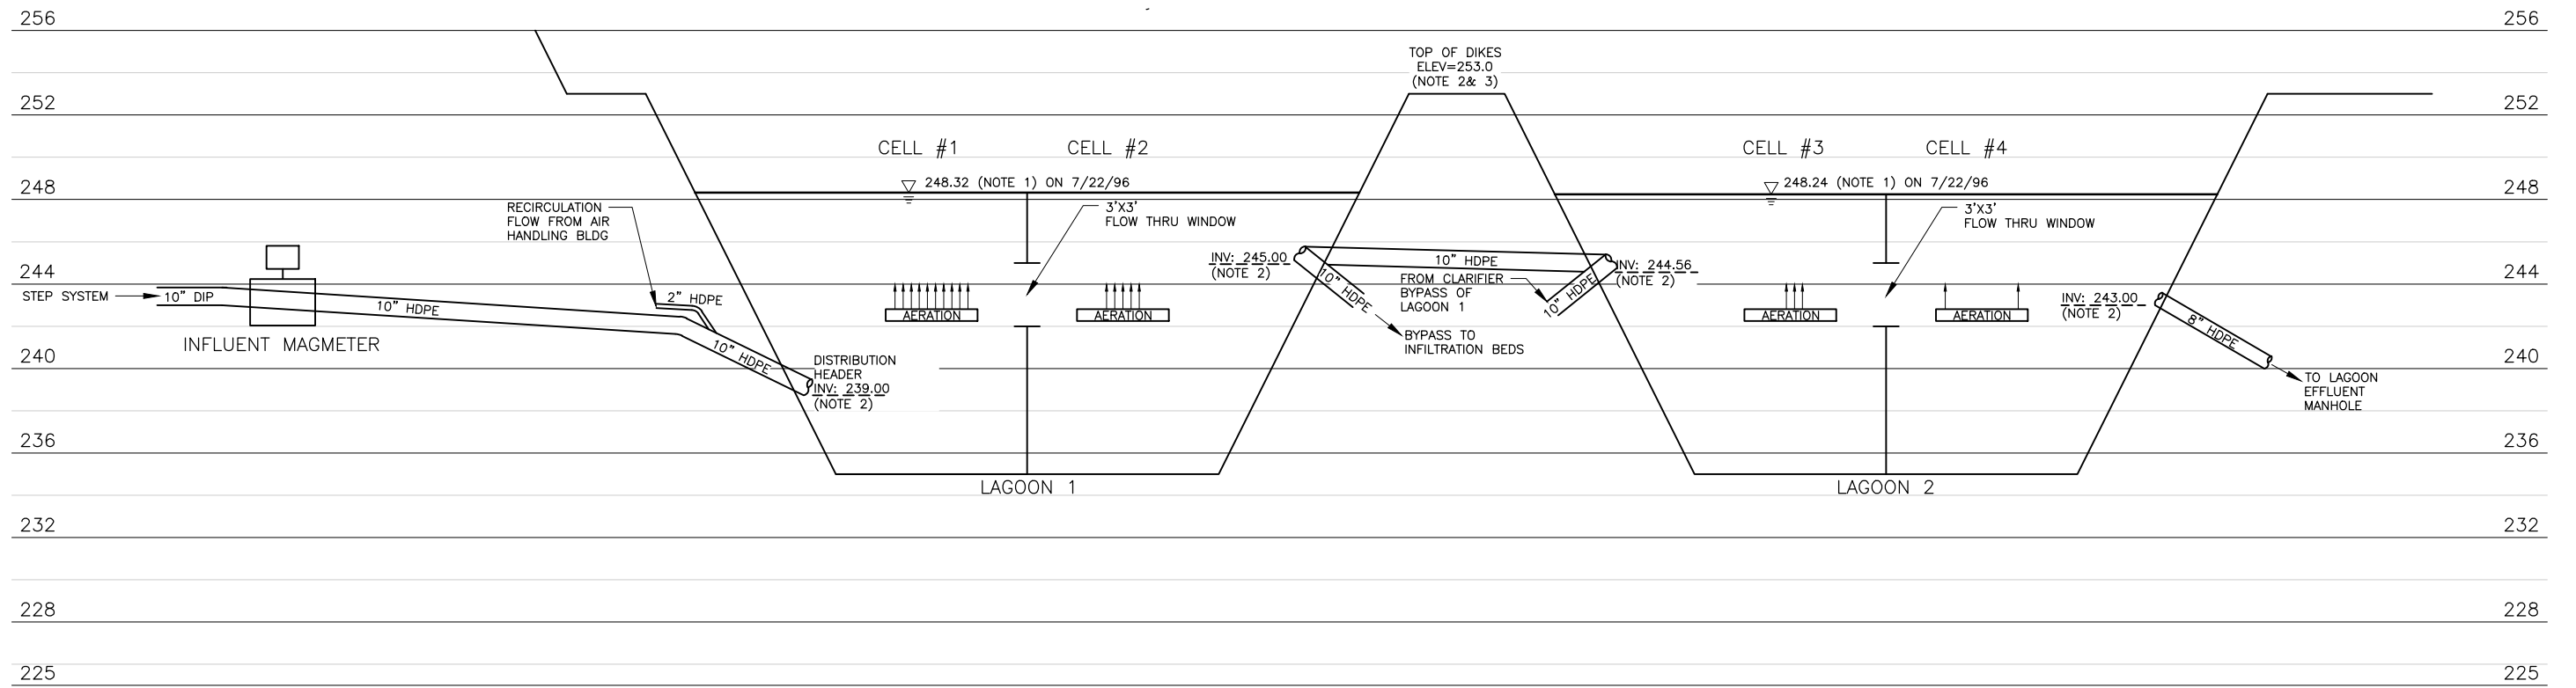 256
256
TOP OF DIKES
ELEV=253.0
(NOTE 2& 3)
252
252
CELL #1
CELL #2
CELL #3
CELL #4
248
248.32 (NOTE 1) ON 7/22/96
248.24 (NOTE 1) ON 7/22/96
248
RECIRCULATION
FLOW FROM AIR
HANDLING BLDG
3'X3'
FLOW THRU WINDOW
3'X3'
FLOW THRU WINDOW
INV: 245.00
(NOTE 2)
10" HDPE
INV: 244.56
(NOTE 2)
244
244
STEP SYSTEM
10" DIP
10" HDPE
2" HDPE
10" HDPE
FROM CLARIFIER
BYPASS OF
LAGOON 1
10" HDPE
INV: 243.00
(NOTE 2)
AERATION
AERATION
AERATION
AERATION
8" HDPE
INFLUENT MAGMETER
10" HDPE
BYPASS TO
INFILTRATION BEDS
240
240
DISTRIBUTION
HEADER
INV: 239.00
(NOTE 2)
TO LAGOON
EFFLUENT
MANHOLE
236
236
LAGOON 1
LAGOON 2
232
232
228
228
225
225